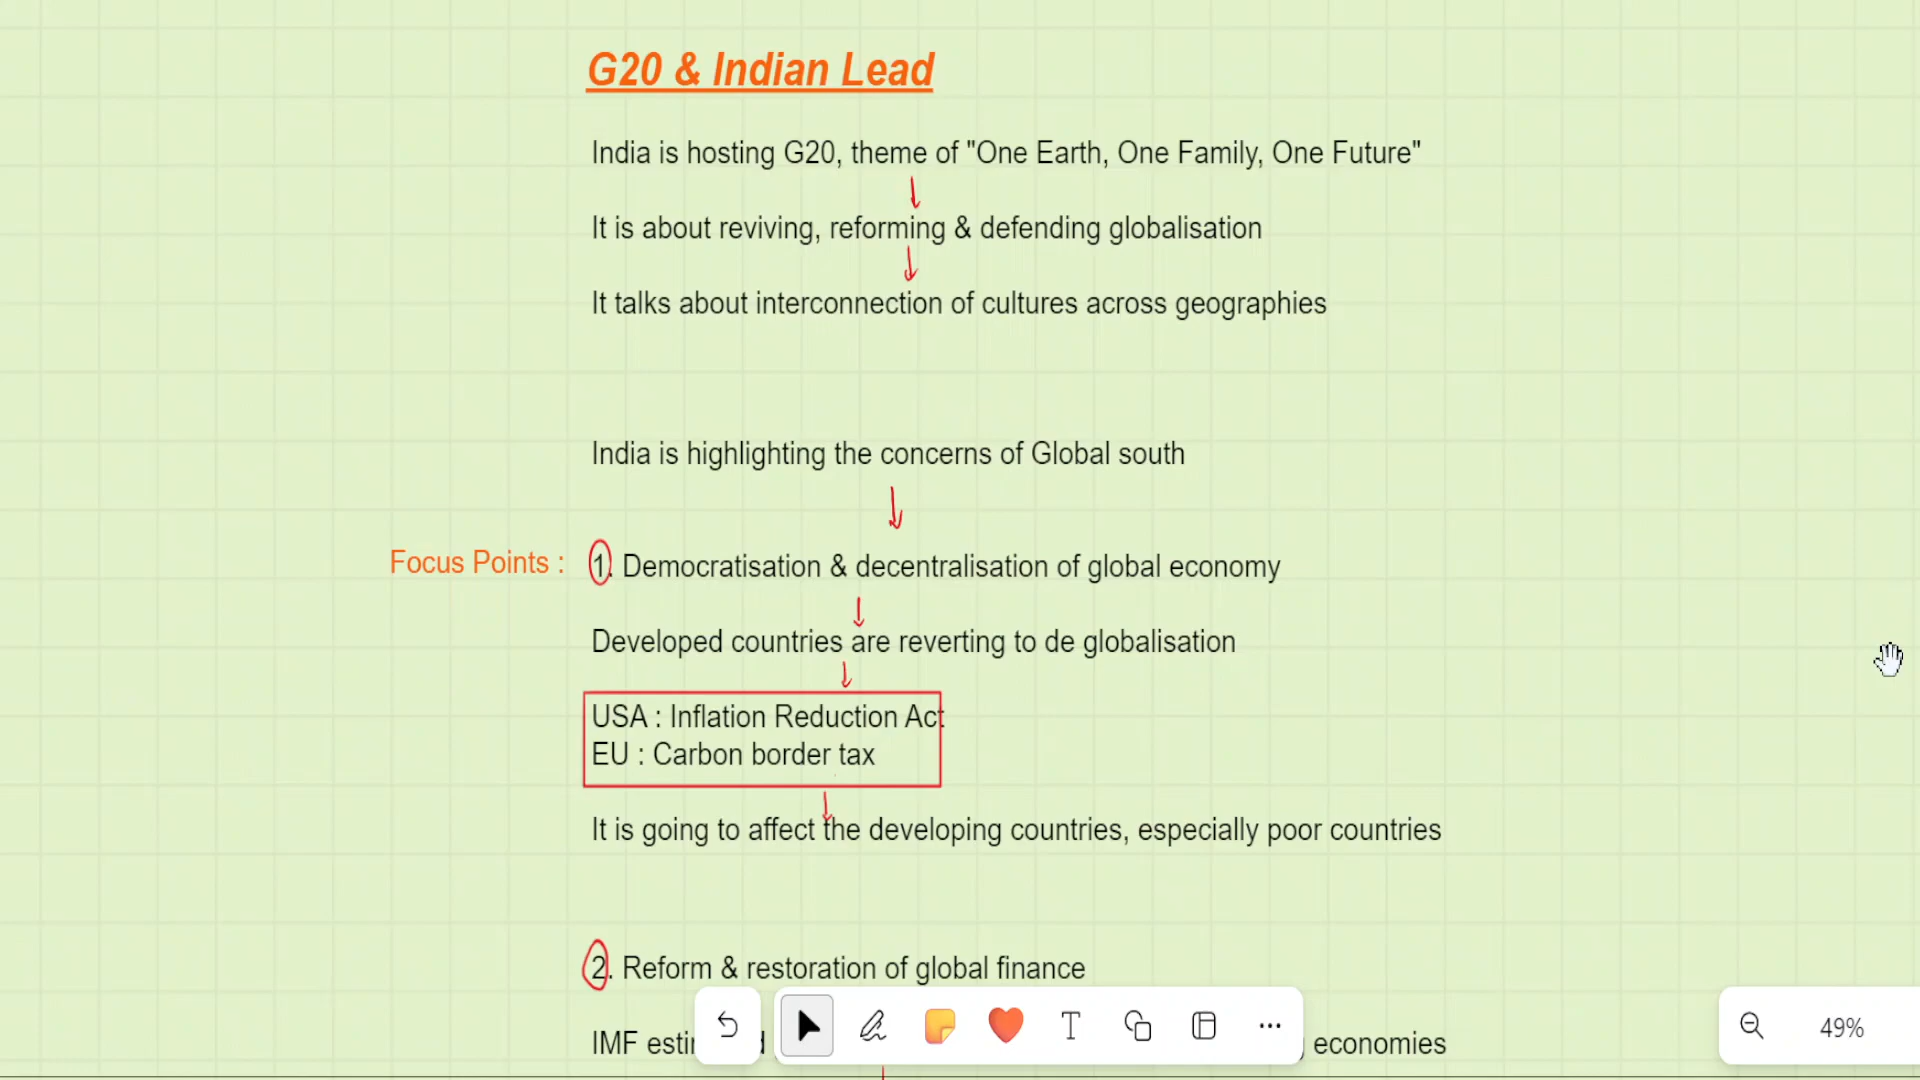 G20 & Indian Lead
India is hosting G20, theme of "One Earth, One Family, One Future"
It is about reviving, reforming & defending globalisation
It talks about interconnection of cultures across geographies
India is highlighting the concerns of Global south
Focus Points : 1. Democratisation & decentralisation of global economy
Developed countries are reverting to de globalisation
USA : Inflation Reduction Act
EU : Carbon border tax
It is going to affect the developing countries, especially poor countries
2. Reform & restoration of global finance
IMF economies
49%